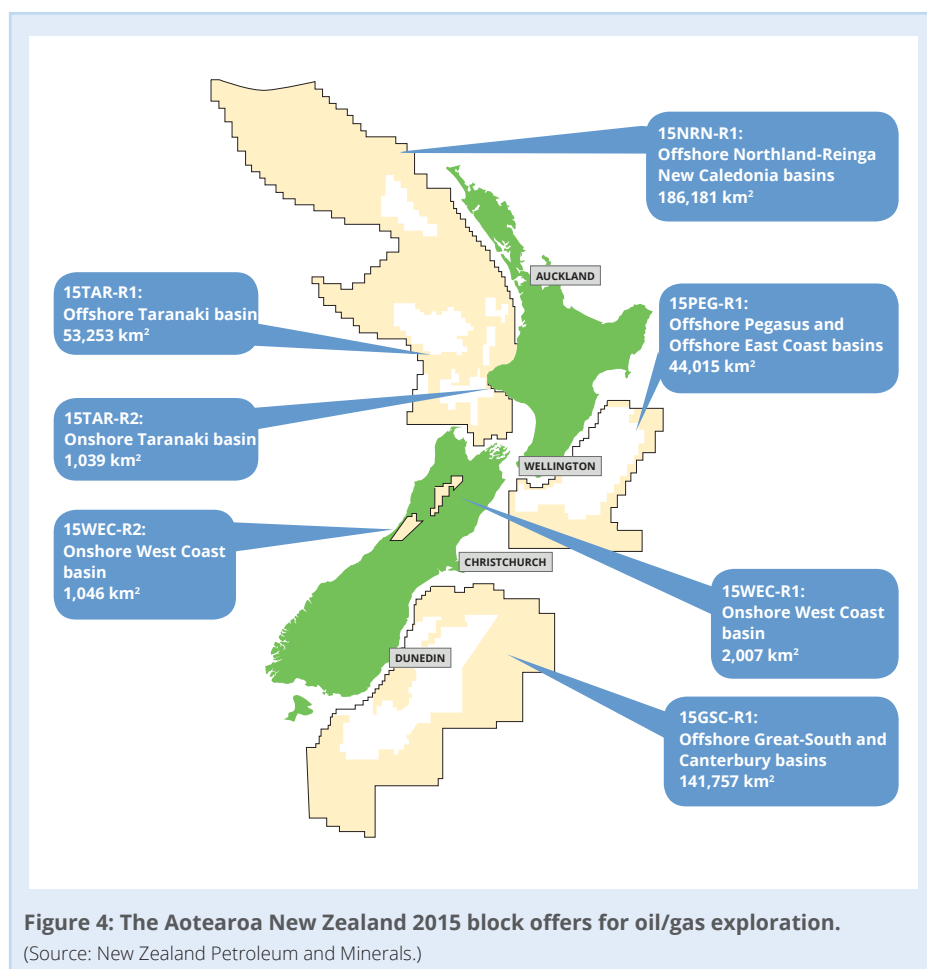 15NRN-R1:
Offshore Northland-Reinga
New Caledonia basins
186,181 km²
AUCKLAND
15TAR-R1:
Offshore Taranaki basin
53,253 km²
15PEG-R1:
Offshore Pegasus and
Offshore East Coast basins
44,015 km²
15TAR-R2:
Onshore Taranaki basin
1,039 km²
WELLINGTON
15WEC-R2:
Onshore West Coast
basin
1,046 km²
CHRISTCHURCH
15WEC-R1:
Onshore West Coast
basin
2,007 km²
DUNEDIN
15GSC-R1:
Offshore Great-South and
Canterbury basins
141,757 km²
Figure 4: The Aotearoa New Zealand 2015 block offers for oil/gas exploration.
(Source: New Zealand Petroleum and Minerals.)